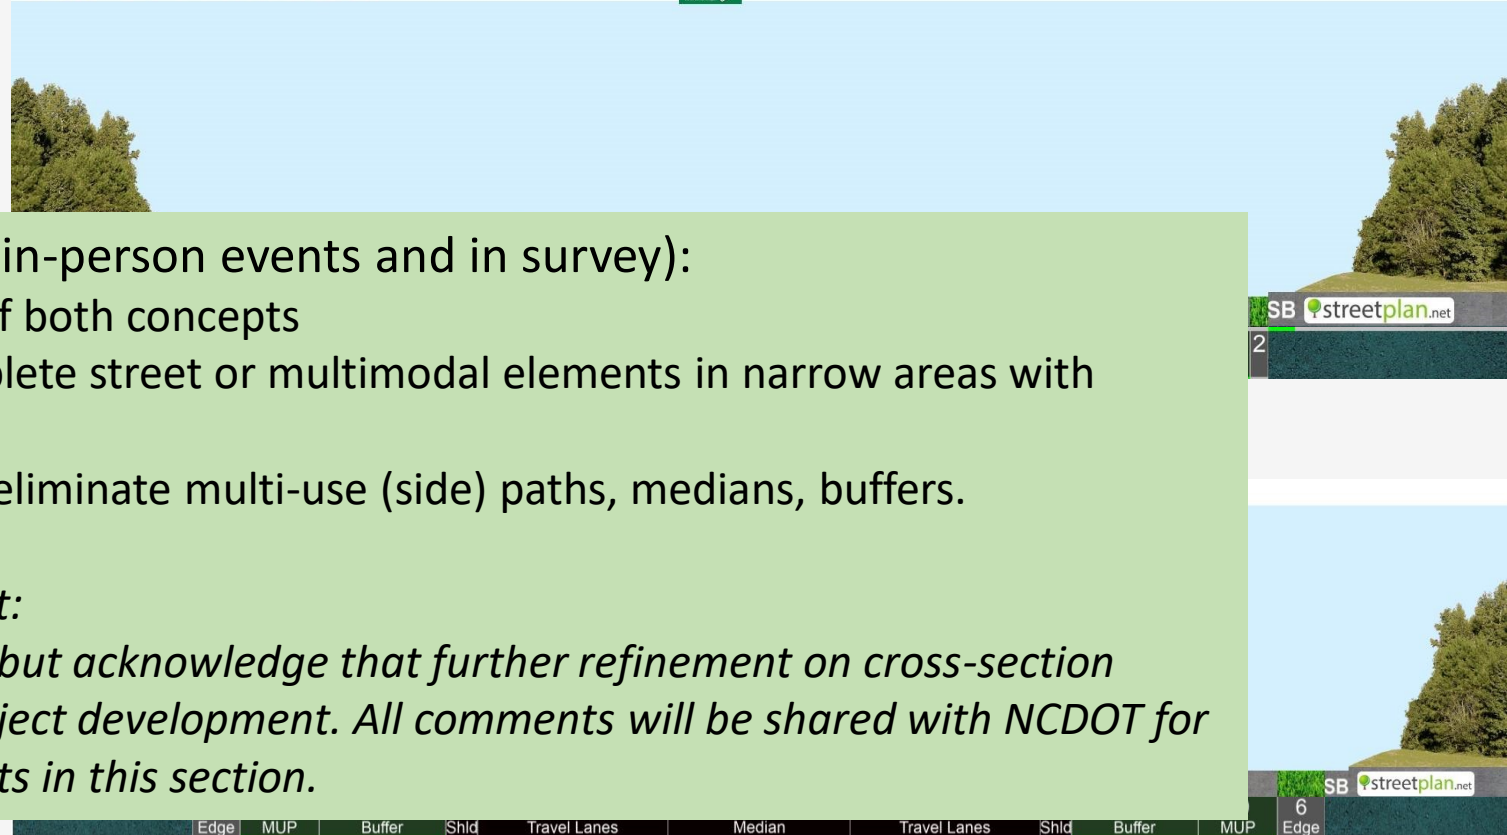 in-person events and in survey):
f both concepts
lete street or multimodal elements in narrow areas with
eliminate multi-use (side) paths, medians, buffers.
t:
but acknowledge that further refinement on cross-section
ject development. All comments will be shared with NCDOT for
ts in this section.
SB streetplan.net
2
SB streetplan.net
6
Edge MUP Buffer Shld Travel Lanes Median Travel Lanes Shld Buffer MUP Edge